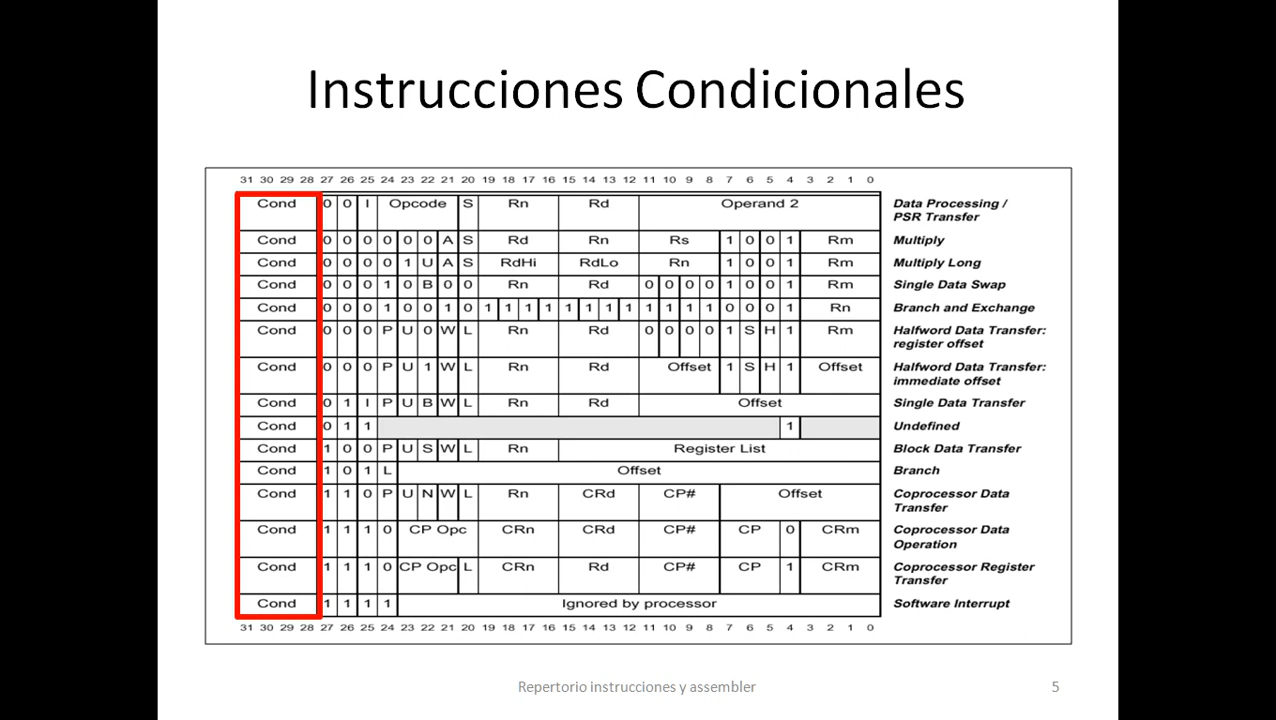 Instrucciones Condicionales
31 30 29 28 27 26 25 24 23 22 21 20 19 18 17 16 15 14 13 12 11 10 9 8 7 6 5 4 3 2 1 0
Cond 0 0 I Opcode S Rn Rd Operand 2 Data Processing /
PSR Transfer
Cond 0 0 0 0 0 0 A S Rd Rn Rs 1 0 0 1 Rm Multiply
Cond 0 0 0 0 1 U A S RdHi RdLo Rn 1 0 0 1 Rm Multiply Long
Cond 0 0 0 1 0 B 0 0 Rn Rd 0 0 0 0 1 0 0 1 Rm Single Data Swap
Cond 0 0 0 1 0 0 1 0 1 1 1 1 1 1 1 1 1 1 1 1 0 0 0 1 Rn Branch and Exchange
Cond 0 0 0 P U 0 W L Rn Rd 0 0 0 0 1 S H 1 Rm Halfword Data Transfer:
register offset
Cond 0 0 0 P U 1 W L Rn Rd Offset 1 S H 1 Offset Halfword Data Transfer:
immediate offset
Cond 0 1 I P U B W L Rn Rd Offset Single Data Transfer
Cond 0 1 1 1 Undefined
Cond 1 0 0 P U S W L Rn Register List Block Data Transfer
Cond 1 0 1 L Offset Branch
Cond 1 1 0 P U N W L Rn CRd CP# Offset Coprocessor Data
Transfer
Cond 1 1 1 0 CP Opc CRn CRd CP# CP 0 CRm Coprocessor Data
Operation
Cond 1 1 1 0 CP Opc L CRn Rd CP# CP 1 CRm Coprocessor Register
Transfer
Cond 1 1 1 1 Ignored by processor Software Interrupt
31 30 29 28 27 26 25 24 23 22 21 20 19 18 17 16 15 14 13 12 11 10 9 8 7 6 5 4 3 2 1 0
Repertorio instrucciones y assembler 5